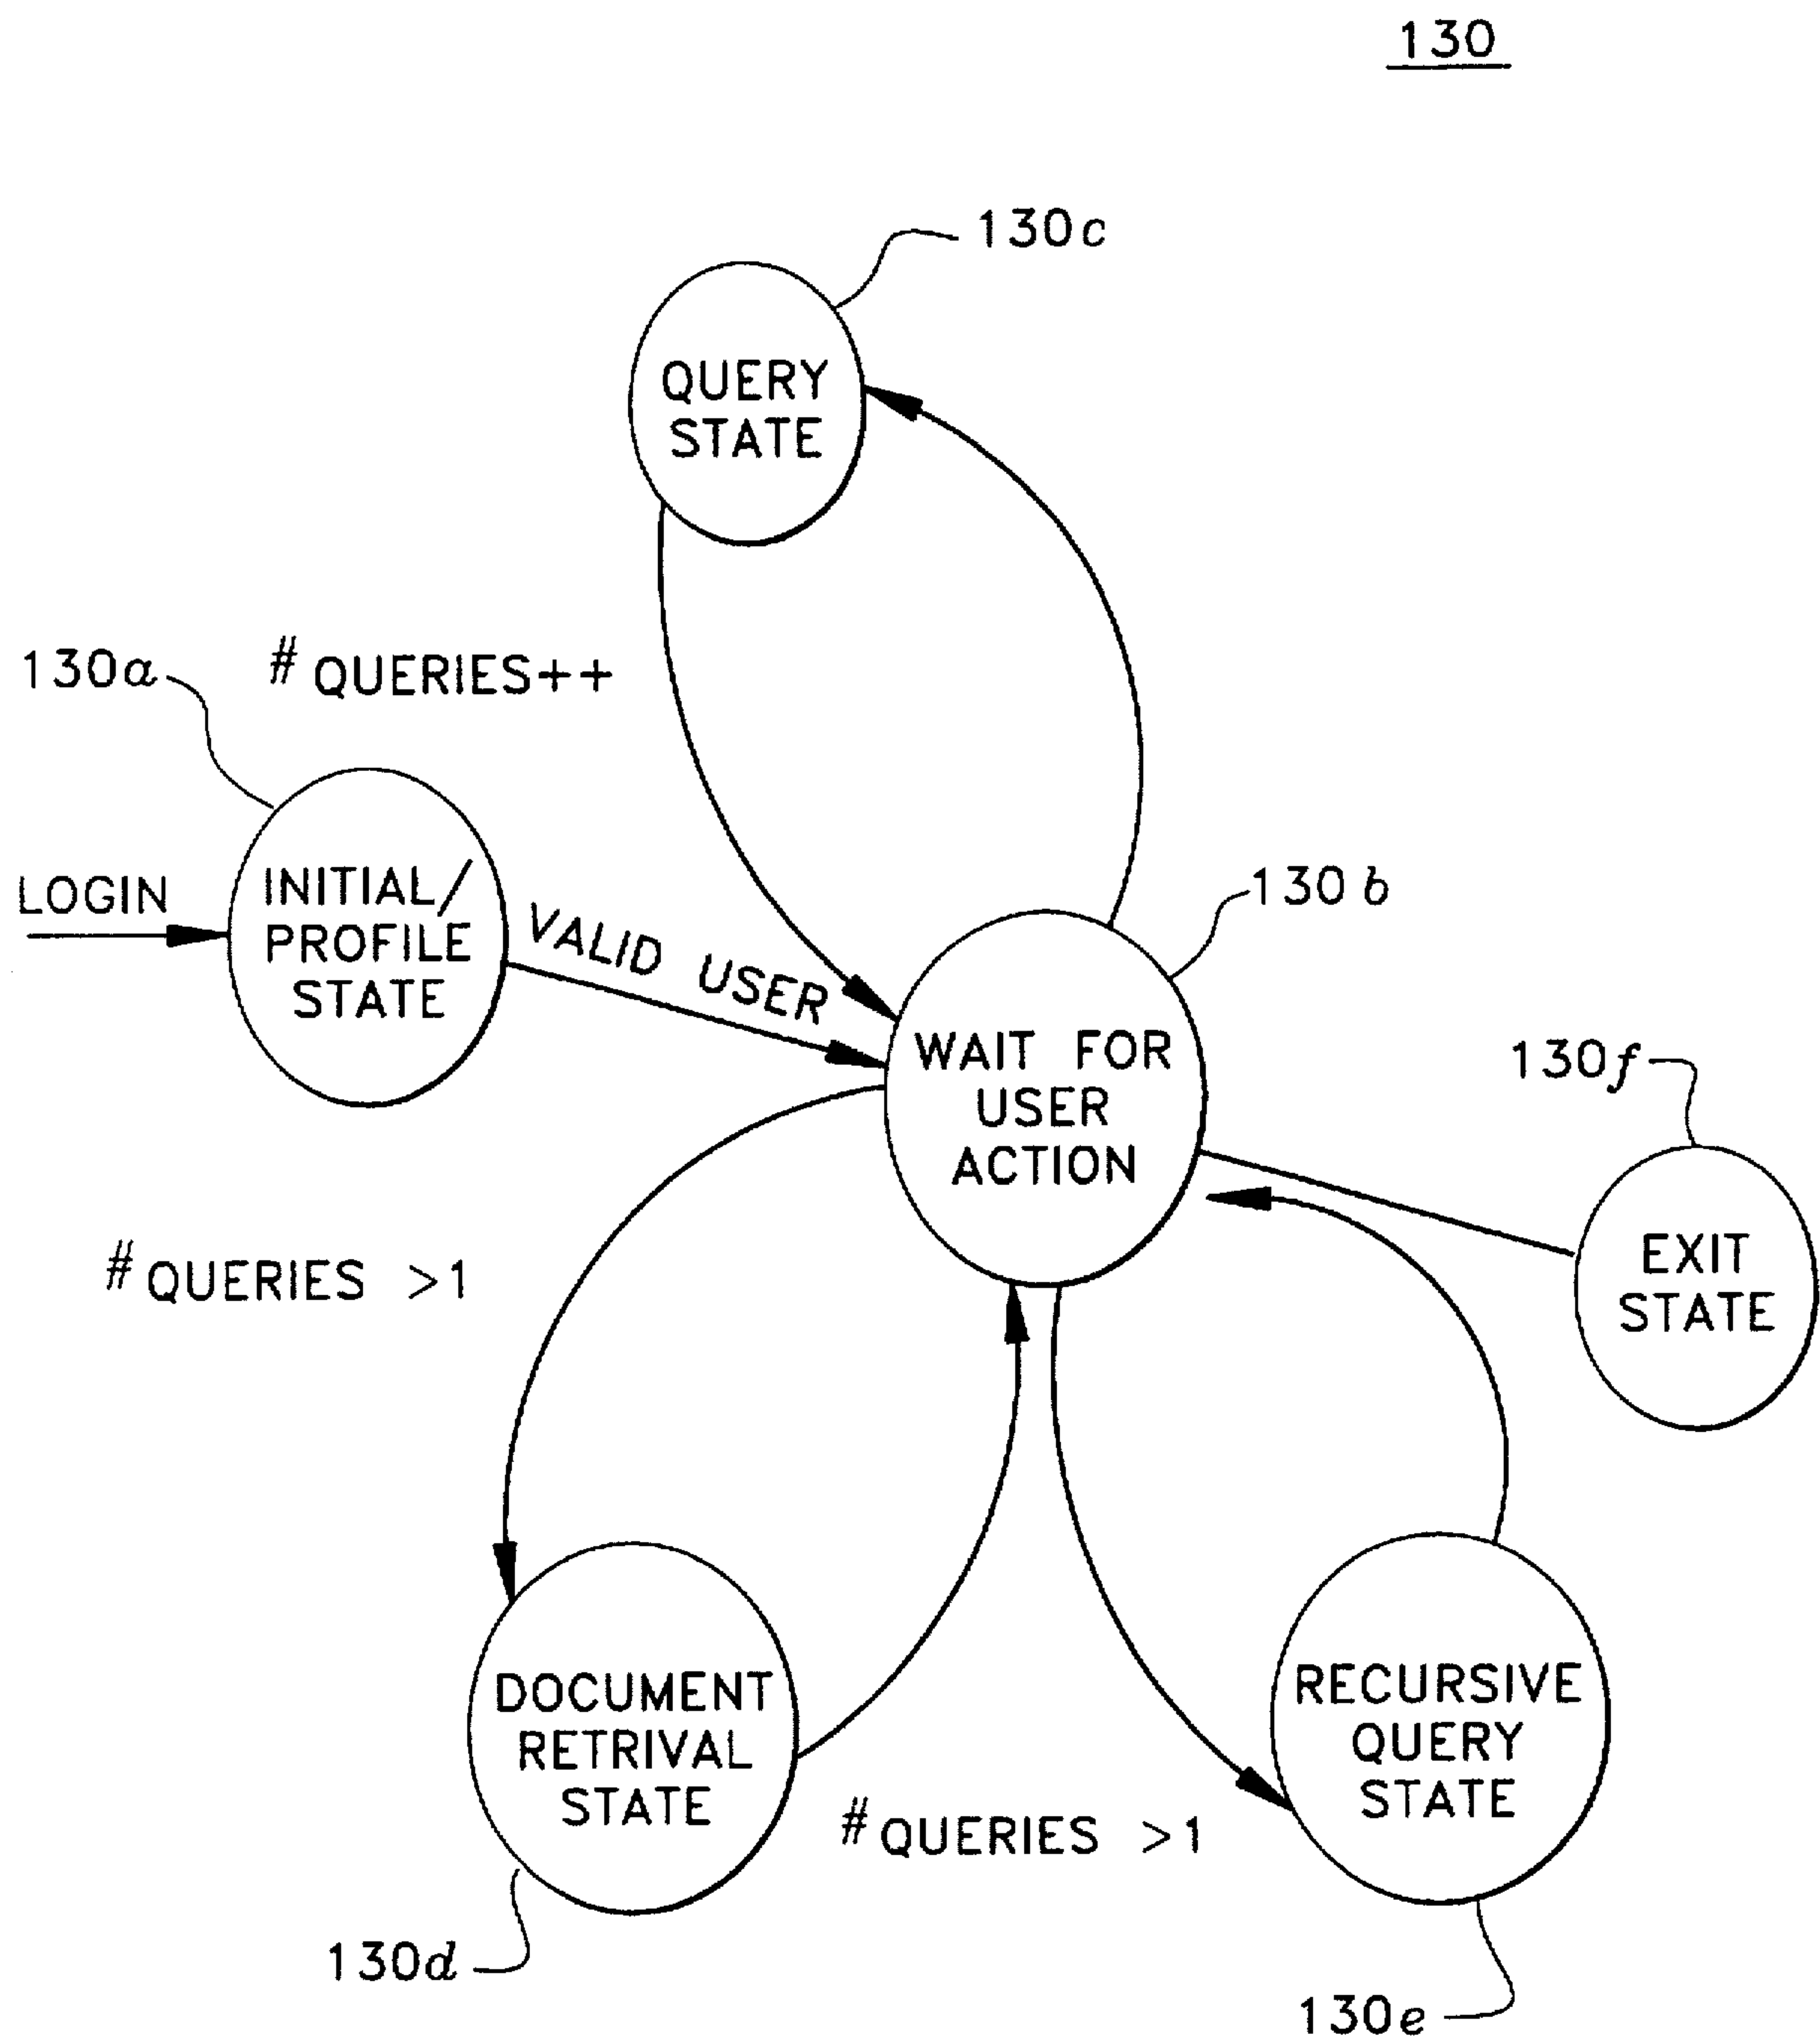 130
130c
QUERY
STATE
130a
# QUERIES++
LOGIN
INITIAL/
PROFILE
STATE
VALID USER
130b
WAIT FOR
USER
ACTION
130f
EXIT
STATE
# QUERIES >1
DOCUMENT
RETRIVAL
STATE
RECURSIVE
QUERY
STATE
# QUERIES >1
130d
130e